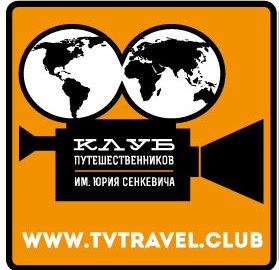 КЛУБ
ПУТЕШЕСТВЕННИКОВ
ИМ. ЮРИЯ СЕНКЕВИЧА
WWW.TVTRAVEL.CLUB